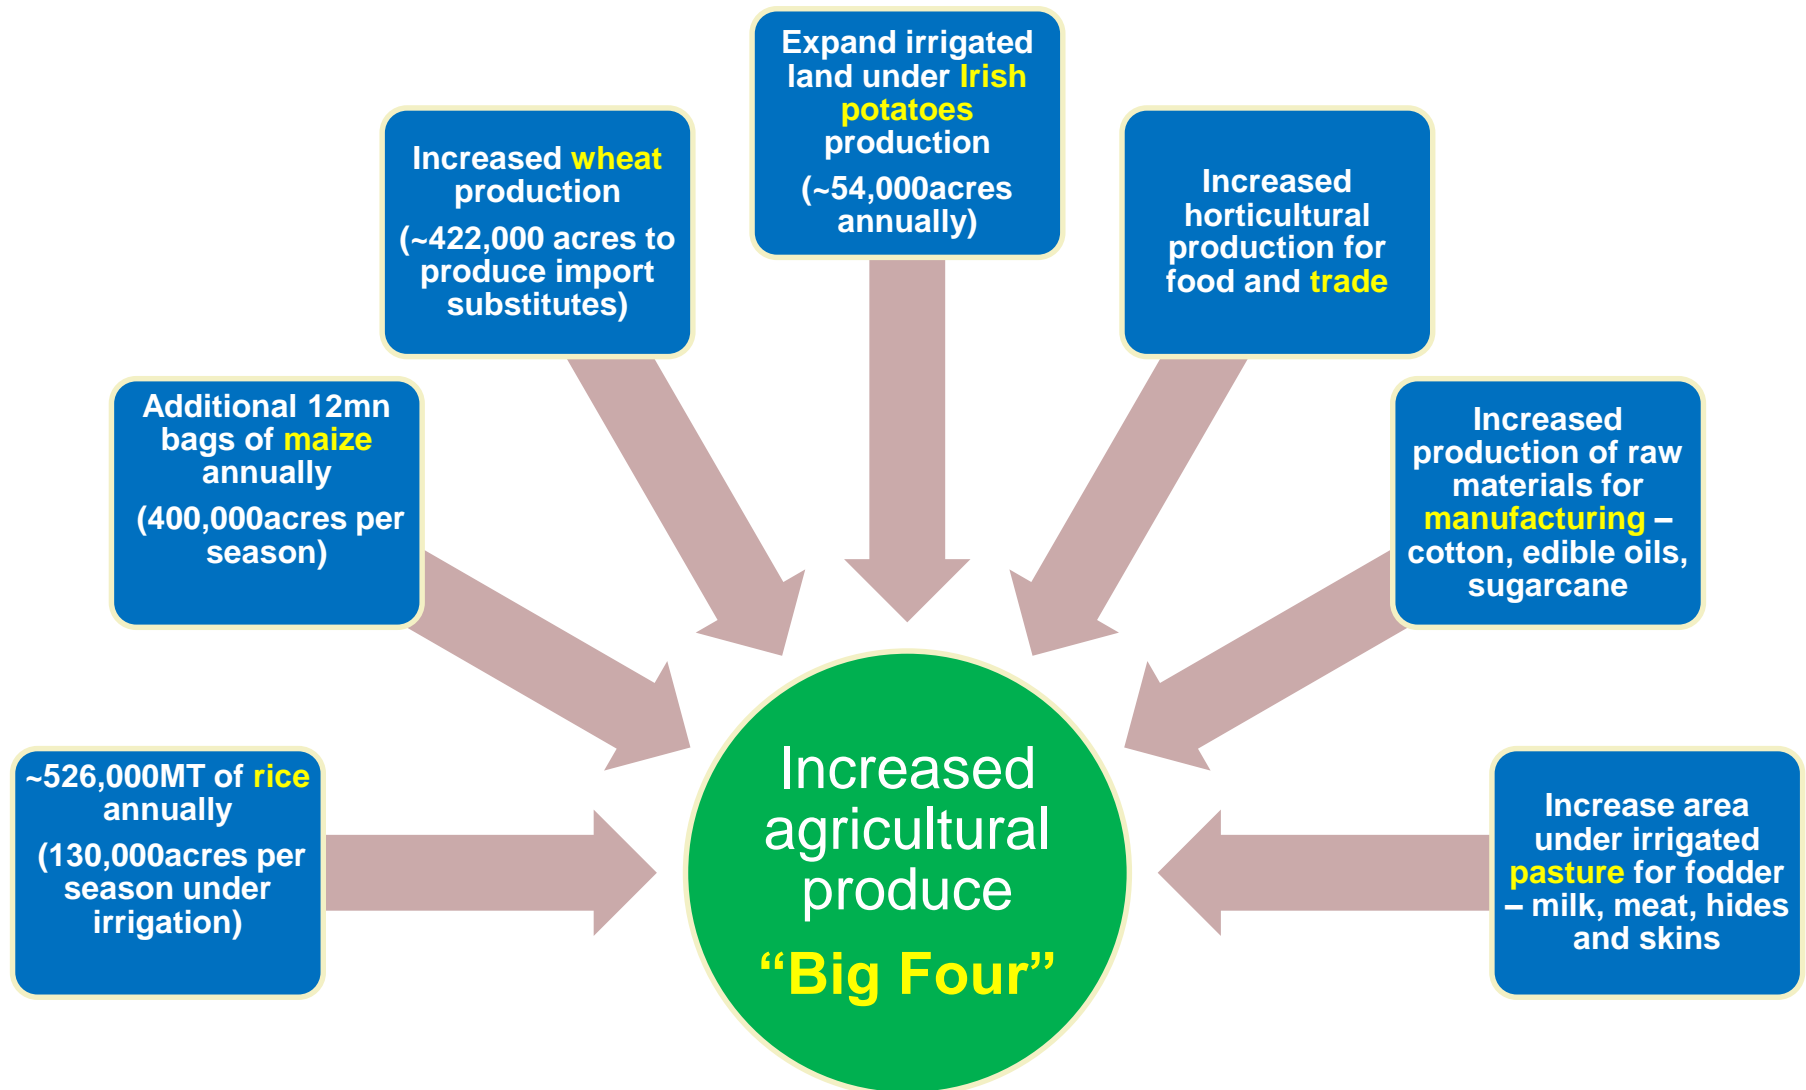 Expand irrigated
land under Irish
potatoes
production
(~54,000acres
annually)
Increased wheat
production
(~422,000 acres to
produce import
substitutes)
Increased
horticultural
production for
food and trade
Additional 12mn
bags of maize
annually
(400,000acres per
season)
Increased
production of raw
materials for
manufacturing –
cotton, edible oils,
sugarcane
~526,000MT of rice
annually
(130,000acres per
season under
irrigation)
Increase area
under irrigated
pasture for fodder
– milk, meat, hides
and skins
Increased
agricultural
produce
“Big Four”